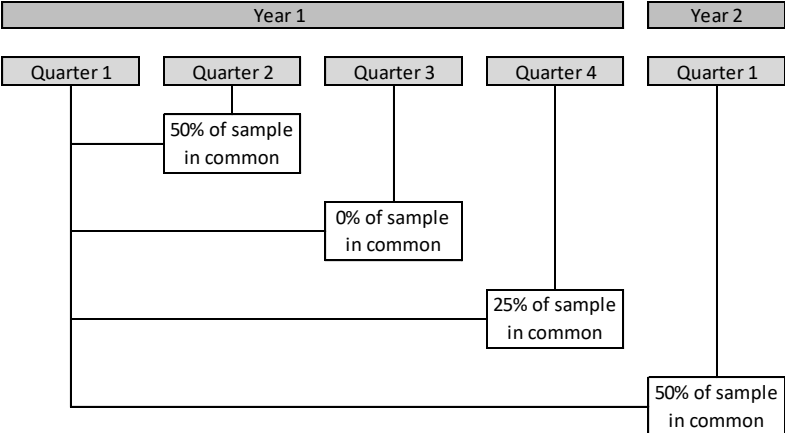 Year 1
Year 2
Quarter 1
Quarter 2
Quarter 3
Quarter 4
Quarter 1
50% of sample
in common
0% of sample
in common
25% of sample
in common
50% of sample
in common